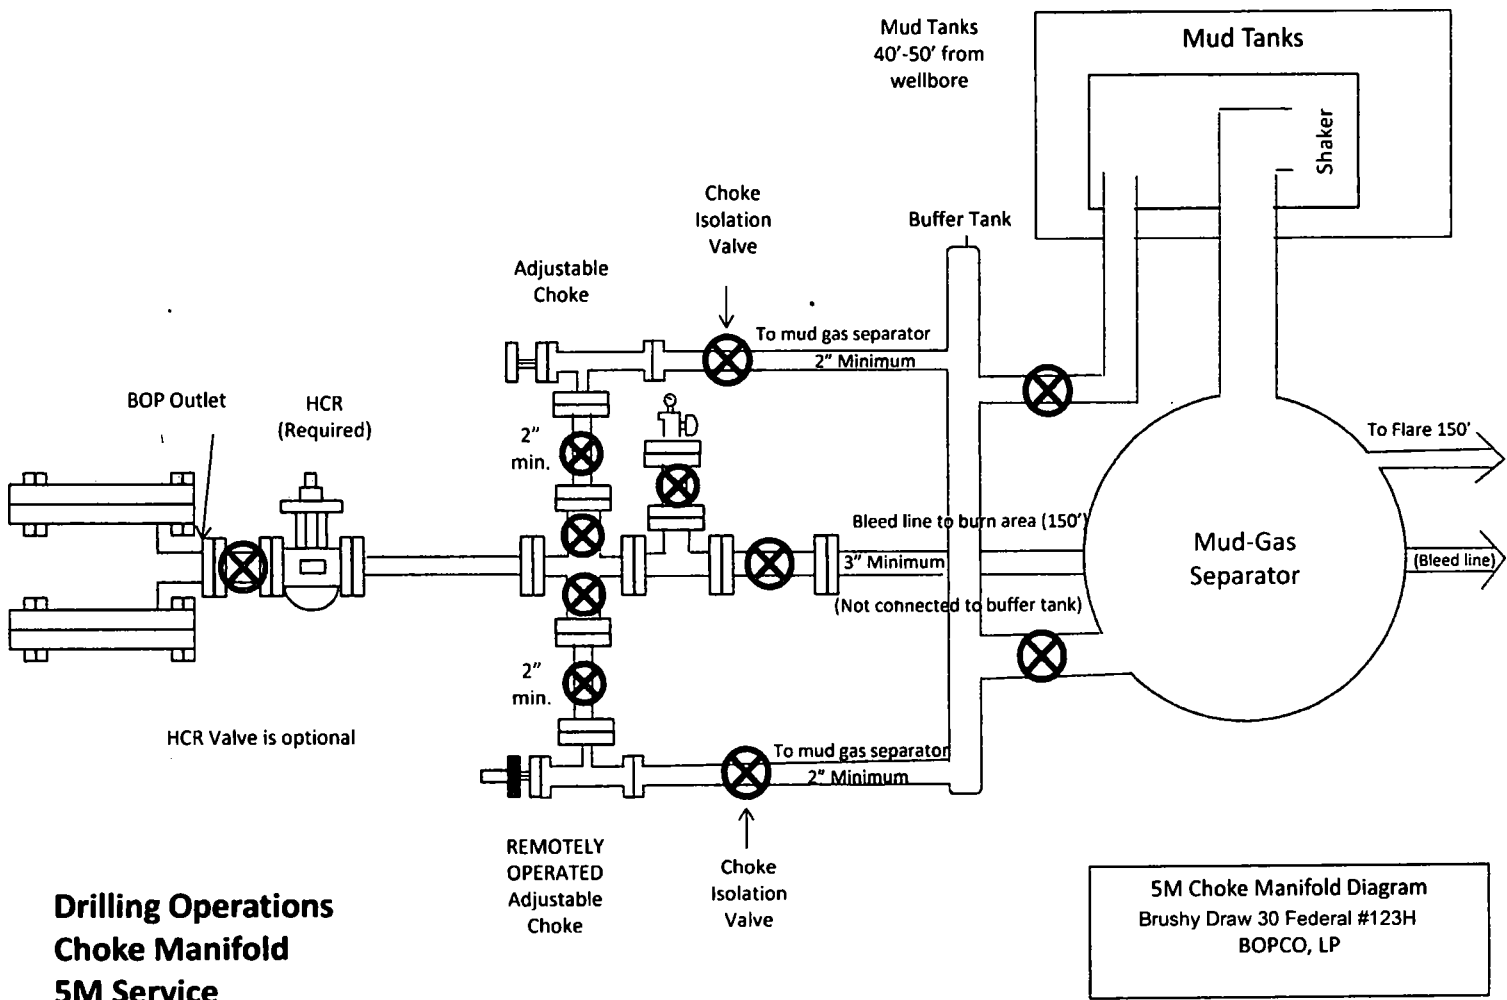 Mud Tanks
40'-50' from
wellbore
Mud Tanks
Shaker
Choke
Isolation
Valve
Buffer Tank
Adjustable
Choke
To mud gas separator
2" Minimum
BOP Outlet
HCR
(Required)
2"
min.
To Flare 150'
Bleed line to burn area (150')
3" Minimum
(Not connected to buffer tank)
Mud-Gas
Separator
(Bleed line)
2"
min.
HCR Valve is optional
To mud gas separator
2" Minimum
REMOTELY
OPERATED
Adjustable
Choke
Choke
Isolation
Valve
Drilling Operations
Choke Manifold
5M Service
5M Choke Manifold Diagram
Brushy Draw 30 Federal #123H
BOPCO, LP